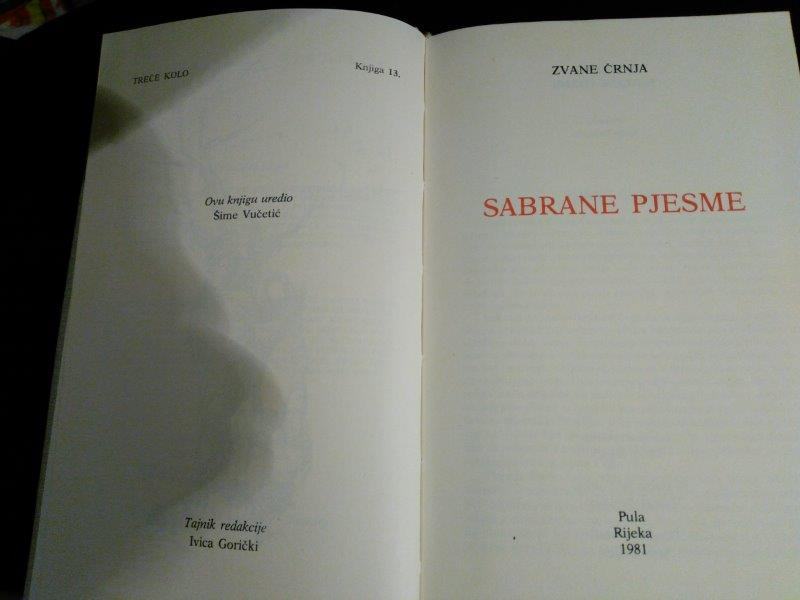 TREĆE KOLO
Knjiga 13.
Ovu knjigu uredio
Šime Vučetić
Tajnik redakcije
Ivica Gorički
ZVANE ČRNJA
SABRANE PJESME
Pula
Rijeka
1981